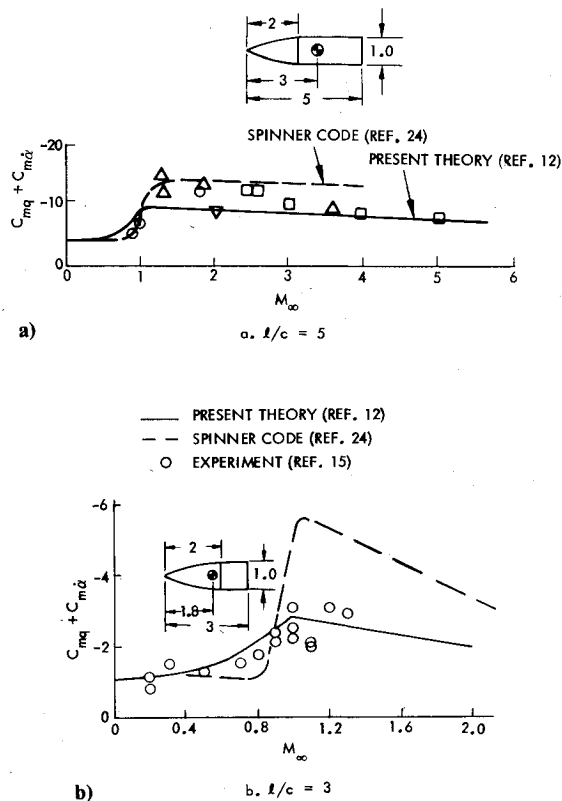 2
1.0
3
5
-20
SPINNER CODE (REF. 24)
PRESENT THEORY (REF. 12)
-10
0
C_mq + C_mα̇
0 1 2 3 4 5 6
M∞
a)
a. ℓ/c = 5
PRESENT THEORY (REF. 12)
SPINNER CODE (REF. 24)
EXPERIMENT (REF. 15)
-6
2
1.0
1.8
3
-4
-2
0
C_mq + C_mα̇
0 0.4 0.8 1.2 1.6 2.0
M∞
b)
b. ℓ/c = 3